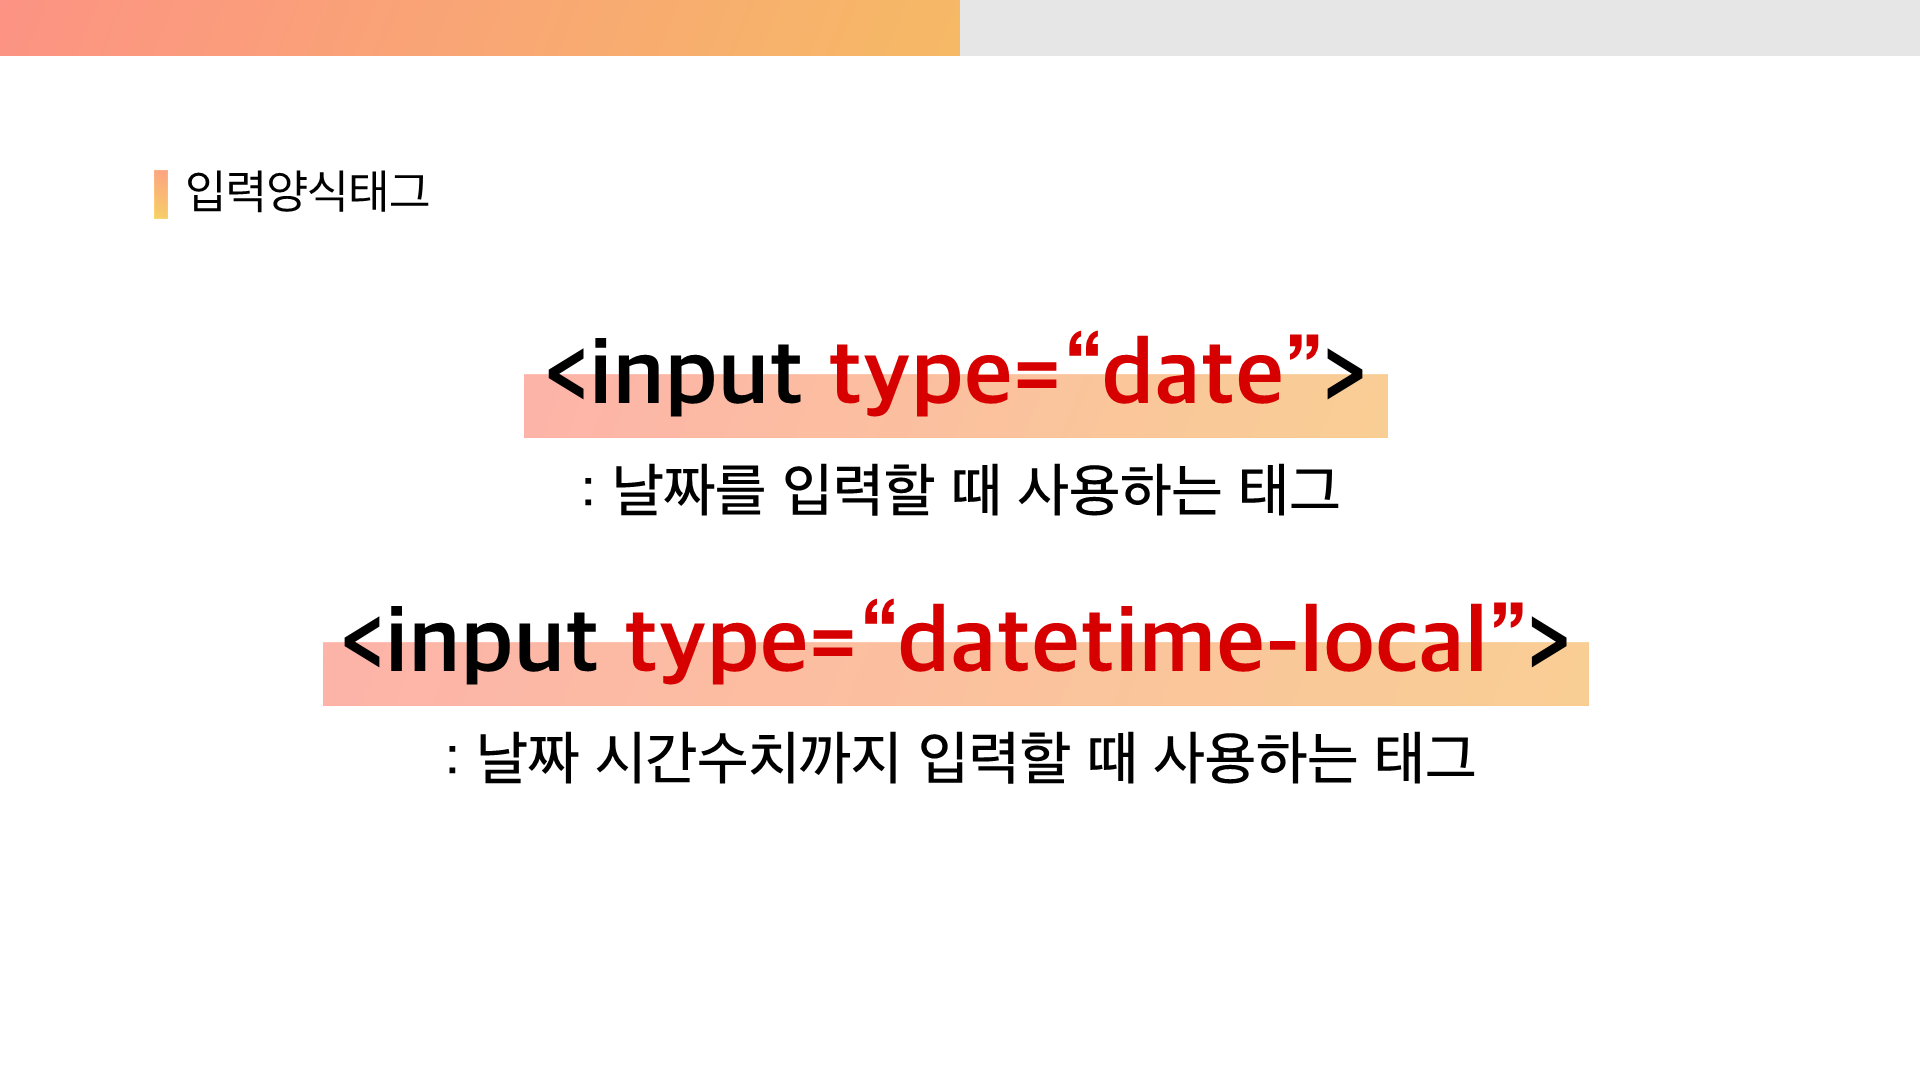 입력양식태그
<input type=“date”>
: 날짜를 입력할 때 사용하는 태그
<input type=“datetime-local”>
: 날짜 시간수치까지 입력할 때 사용하는 태그